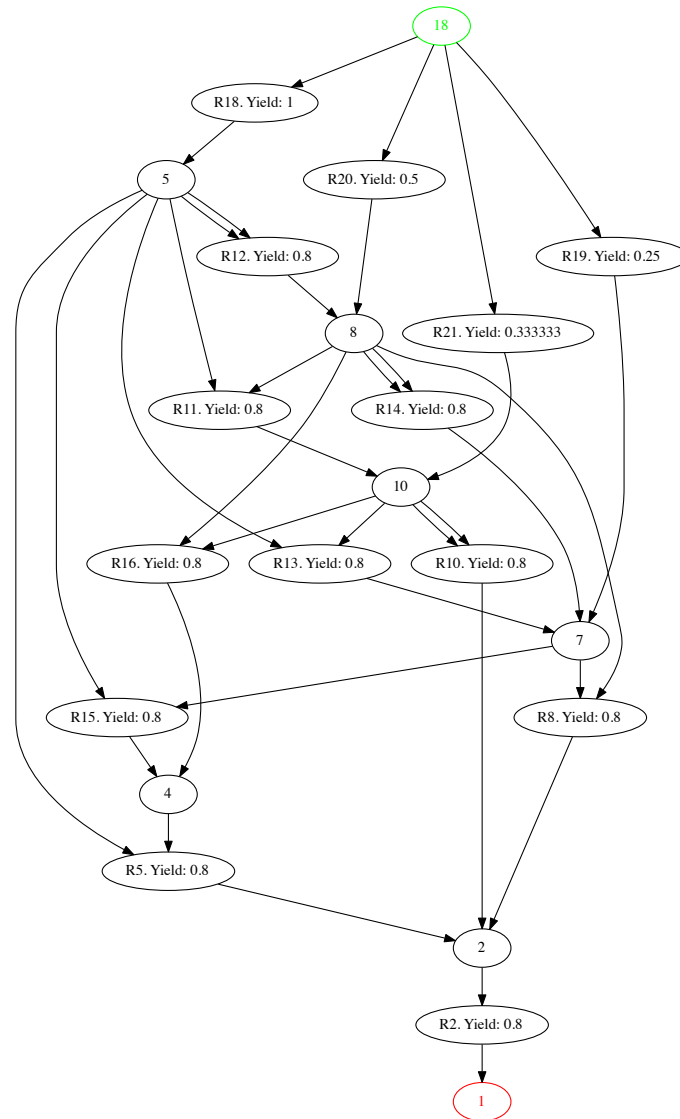 18
R18. Yield: 1
5
R20. Yield: 0.5
R12. Yield: 0.8
R19. Yield: 0.25
8
R21. Yield: 0.333333
R11. Yield: 0.8
R14. Yield: 0.8
10
R16. Yield: 0.8
R13. Yield: 0.8
R10. Yield: 0.8
7
R15. Yield: 0.8
R8. Yield: 0.8
4
R5. Yield: 0.8
2
R2. Yield: 0.8
1